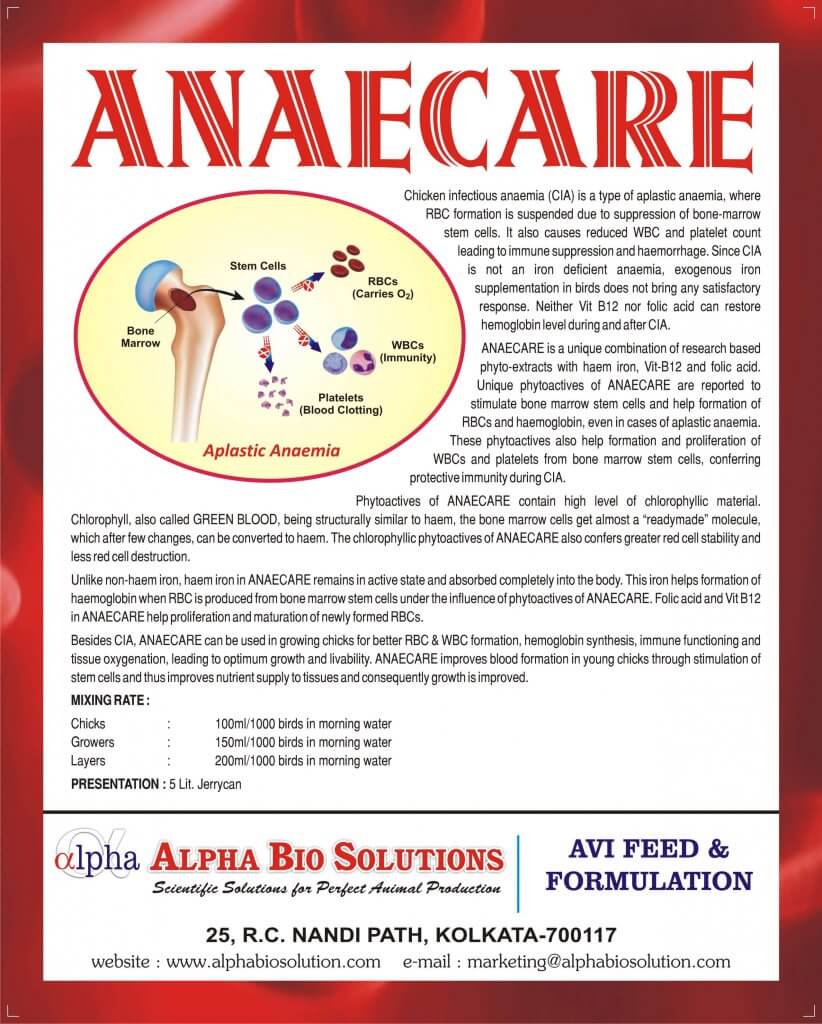 ANAECARE
Chicken infectious anaemia (CIA) is a type of aplastic anaemia, where
RBC formation is suspended due to suppression of bone-marrow
stem cells. It also causes reduced WBC and platelet count
leading to immune suppression and haemorrhage. Since CIA
is not an iron deficient anaemia, exogenous iron
supplementation in birds does not bring any satisfactory
response. Neither Vit B12 nor folic acid can restore
hemoglobin level during and after CIA.
Stem Cells
RBCs
(Carries O₂)
Bone
Marrow
WBCs
(Immunity)
Platelets
(Blood Clotting)
Aplastic Anaemia
ANAECARE is a unique combination of research based
phyto-extracts with haem iron, Vit-B12 and folic acid.
Unique phytoactives of ANAECARE are reported to
stimulate bone marrow stem cells and help formation of
RBCs and haemoglobin, even in cases of aplastic anaemia.
These phytoactives also help formation and proliferation of
WBCs and platelets from bone marrow stem cells, conferring
protective immunity during CIA.
Phytoactives of ANAECARE contain high level of chlorophyllic material.
Chlorophyll, also called GREEN BLOOD, being structurally similar to haem, the bone marrow cells get almost a “readymade” molecule,
which after few changes, can be converted to haem. The chlorophyllic phytoactives of ANAECARE also confers greater red cell stability and
less red cell destruction.
Unlike non-haem iron, haem iron in ANAECARE remains in active state and absorbed completely into the body. This iron helps formation of
haemoglobin when RBC is produced from bone marrow stem cells under the influence of phytoactives of ANAECARE. Folic acid and Vit B12
in ANAECARE help proliferation and maturation of newly formed RBCs.
Besides CIA, ANAECARE can be used in growing chicks for better RBC & WBC formation, hemoglobin synthesis, immune functioning and
tissue oxygenation, leading to optimum growth and livability. ANAECARE improves blood formation in young chicks through stimulation of
stem cells and thus improves nutrient supply to tissues and consequently growth is improved.
MIXING RATE :
Chicks : 100ml/1000 birds in morning water
Growers : 150ml/1000 birds in morning water
Layers : 200ml/1000 birds in morning water
PRESENTATION : 5 Lit. Jerrycan
αlpha ALPHA BIO SOLUTIONS
Scientific Solutions for Perfect Animal Production
AVI FEED &
FORMULATION
25, R.C. NANDI PATH, KOLKATA-700117
website : www.alphabiosolution.com e-mail : marketing@alphabiosolution.com